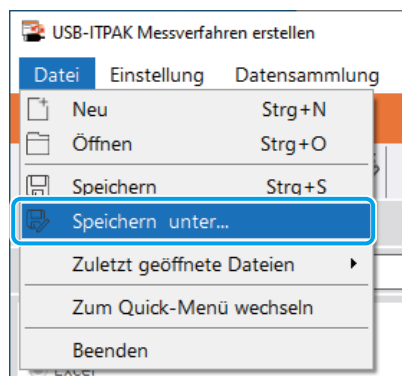 USB-ITPAK Messverfahren erstellen
Datei Einstellung Datensammlung
Neu Strg+N
Öffnen Strg+O
Speichern Strg+S
Speichern unter...
Zuletzt geöffnete Dateien
Zum Quick-Menü wechseln
Beenden
Excel